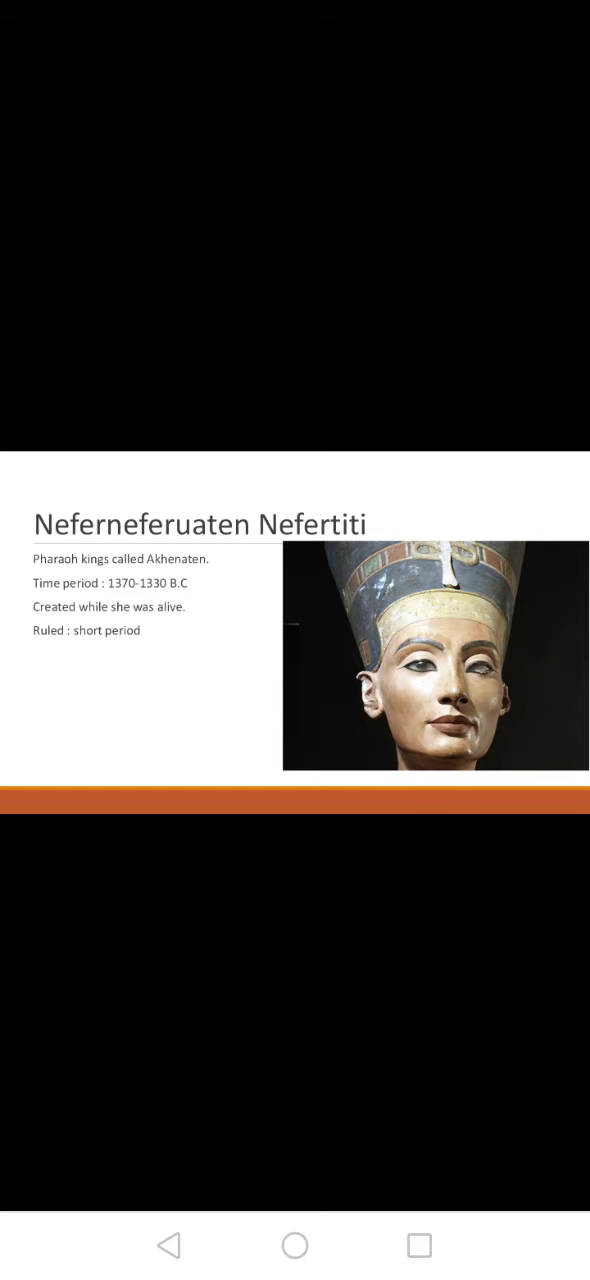 Neferneferuaten Nefertiti
Pharaoh kings called Akhenaten.
Time period : 1370-1330 B.C
Created while she was alive.
Ruled : short period